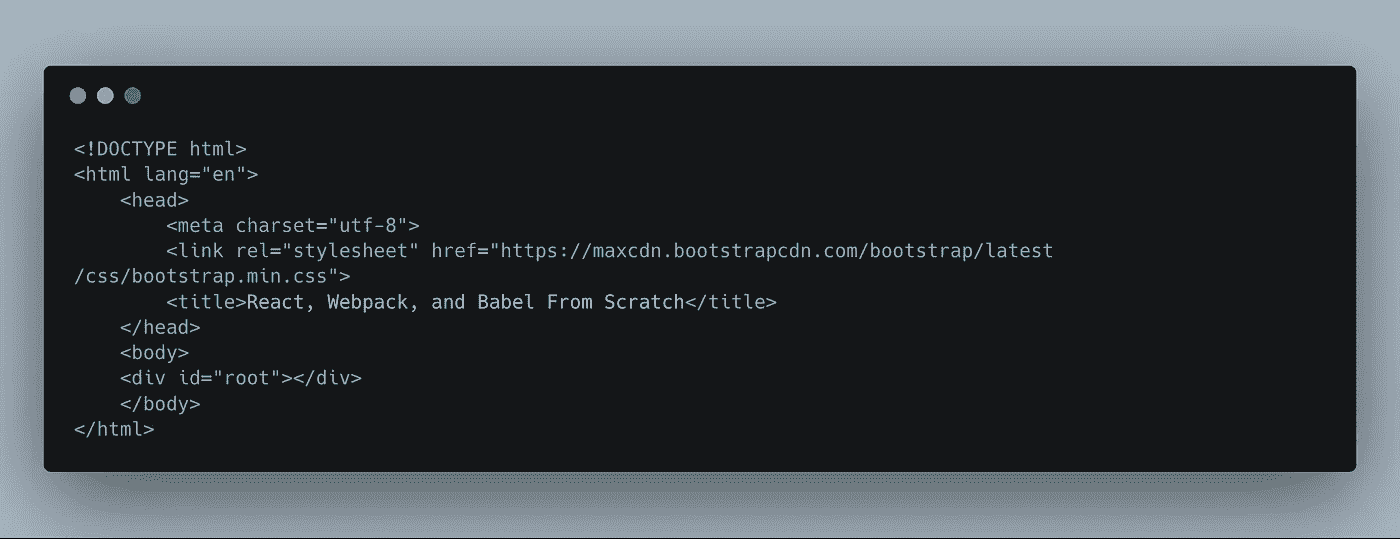 <!DOCTYPE html>
<html lang="en">
    <head>
        <meta charset="utf-8">
        <link rel="stylesheet" href="https://maxcdn.bootstrapcdn.com/bootstrap/latest
/css/bootstrap.min.css">
        <title>React, Webpack, and Babel From Scratch</title>
    </head>
    <body>
    <div id="root"></div>
    </body>
</html>